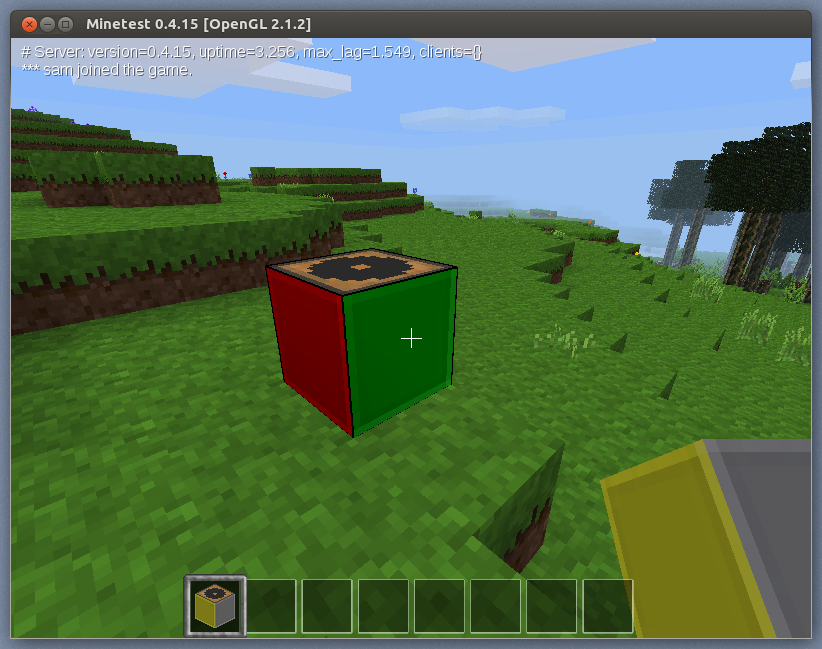 Minetest 0.4.15 [OpenGL 2.1.2]
# Server: version=0.4.15, uptime=3.256, max_lag=1.549, clients={}
*** sam joined the game.